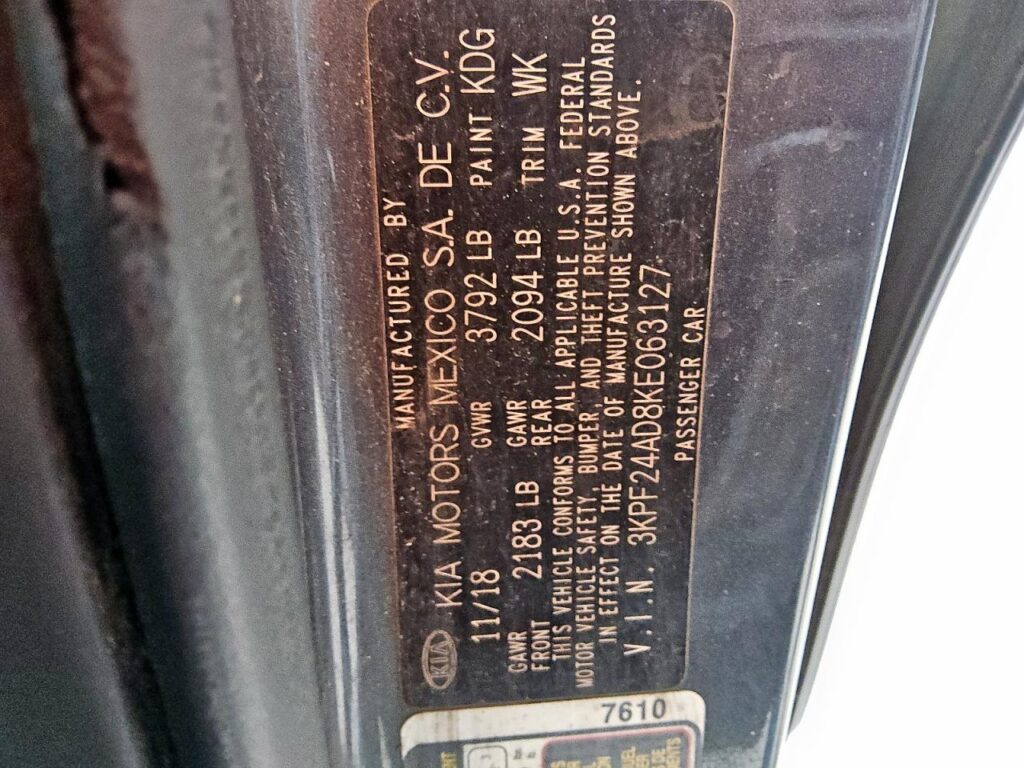 MANUFACTURED BY
KIA KIA MOTORS MEXICO S.A. DE C.V.
11/18 GVWR 3792 LB PAINT KDG
GAWR FRONT 2183 LB GAWR REAR 2094 LB TRIM WK
THIS VEHICLE CONFORMS TO ALL APPLICABLE U.S.A. FEDERAL
MOTOR VEHICLE SAFETY, BUMPER, AND THEFT PREVENTION STANDARDS
IN EFFECT ON THE DATE OF MANUFACTURE SHOWN ABOVE.
V.I.N. 3KPF24AD8KE063127
PASSENGER CAR
7610